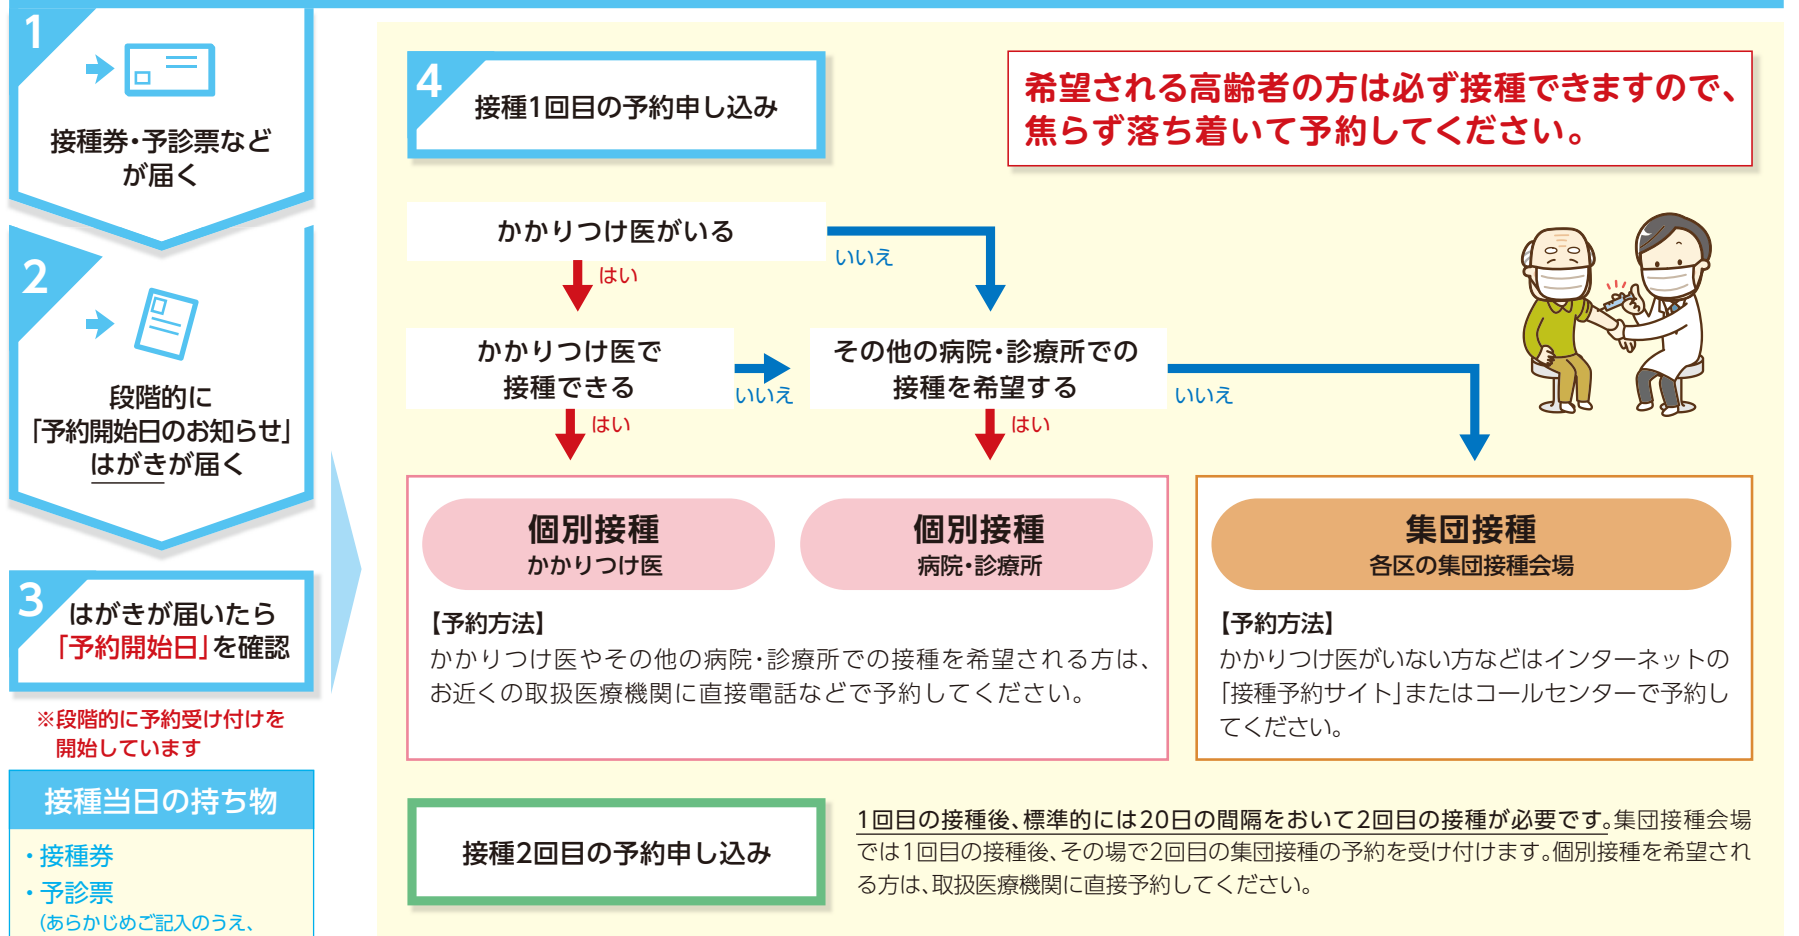 1
接種券・予診票など
が届く
2
段階的に
「予約開始日のお知らせ」
はがきが届く
3
はがきが届いたら
「予約開始日」を確認
※段階的に予約受け付けを
開始しています
接種当日の持ち物
・接種券
・予診票
（あらかじめご記入のうえ、
4
接種1回目の予約申し込み
希望される高齢者の方は必ず接種できますので、
焦らず落ち着いて予約してください。
かかりつけ医がいる
いいえ
はい
かかりつけ医で
接種できる
いいえ
はい
その他の病院・診療所での
接種を希望する
いいえ
はい
個別接種
かかりつけ医
個別接種
病院・診療所
【予約方法】
かかりつけ医やその他の病院・診療所での接種を希望される方は、
お近くの取扱医療機関に直接電話などで予約してください。
集団接種
各区の集団接種会場
【予約方法】
かかりつけ医がいない方などはインターネットの
「接種予約サイト」またはコールセンターで予約し
てください。
接種2回目の予約申し込み
1回目の接種後、標準的には20日の間隔をおいて2回目の接種が必要です。集団接種会場
では1回目の接種後、その場で2回目の集団接種の予約を受け付けます。個別接種を希望され
る方は、取扱医療機関に直接予約してください。